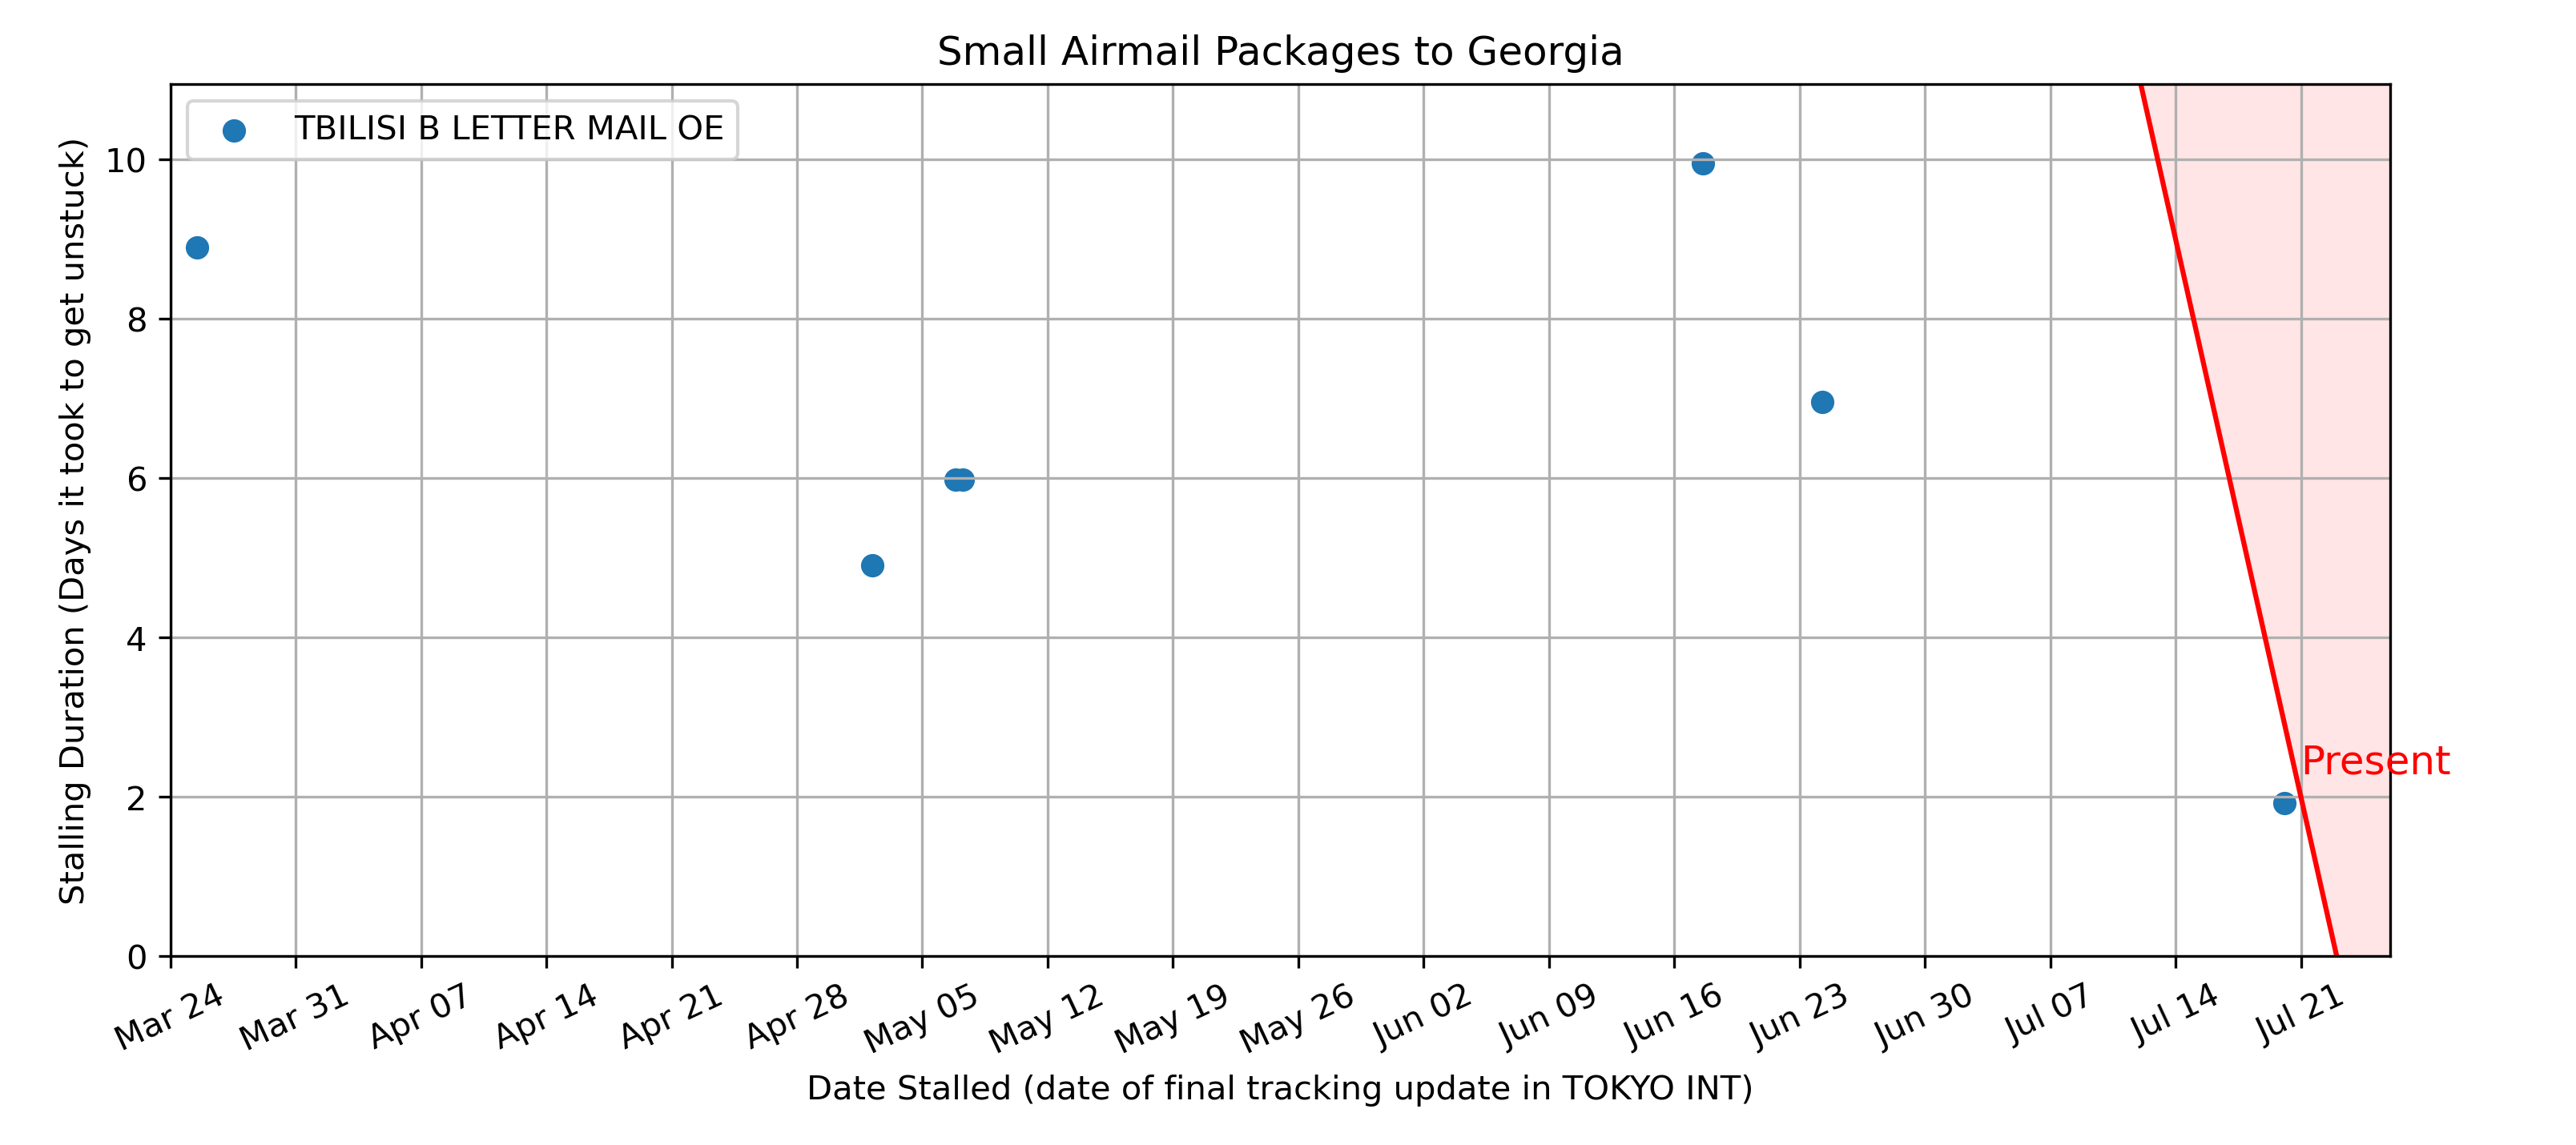 Small Airmail Packages to Georgia
TBILISI B LETTER MAIL OE
Stalling Duration (Days it took to get unstuck)
10
8
6
4
2
0
Present
Mar 24
Mar 31
Apr 07
Apr 14
Apr 21
Apr 28
May 05
May 12
May 19
May 26
Jun 02
Jun 09
Jun 16
Jun 23
Jun 30
Jul 07
Jul 14
Jul 21
Date Stalled (date of final tracking update in TOKYO INT)